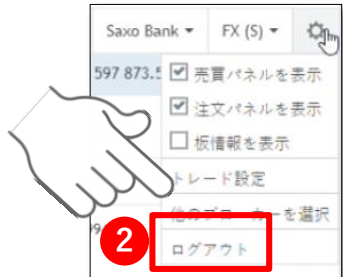 Saxo Bank FX (S)
597 873.5
売買パネルを表示
注文パネルを表示
板情報を表示
トレード設定
他のブローカーを選択
2
ログアウト